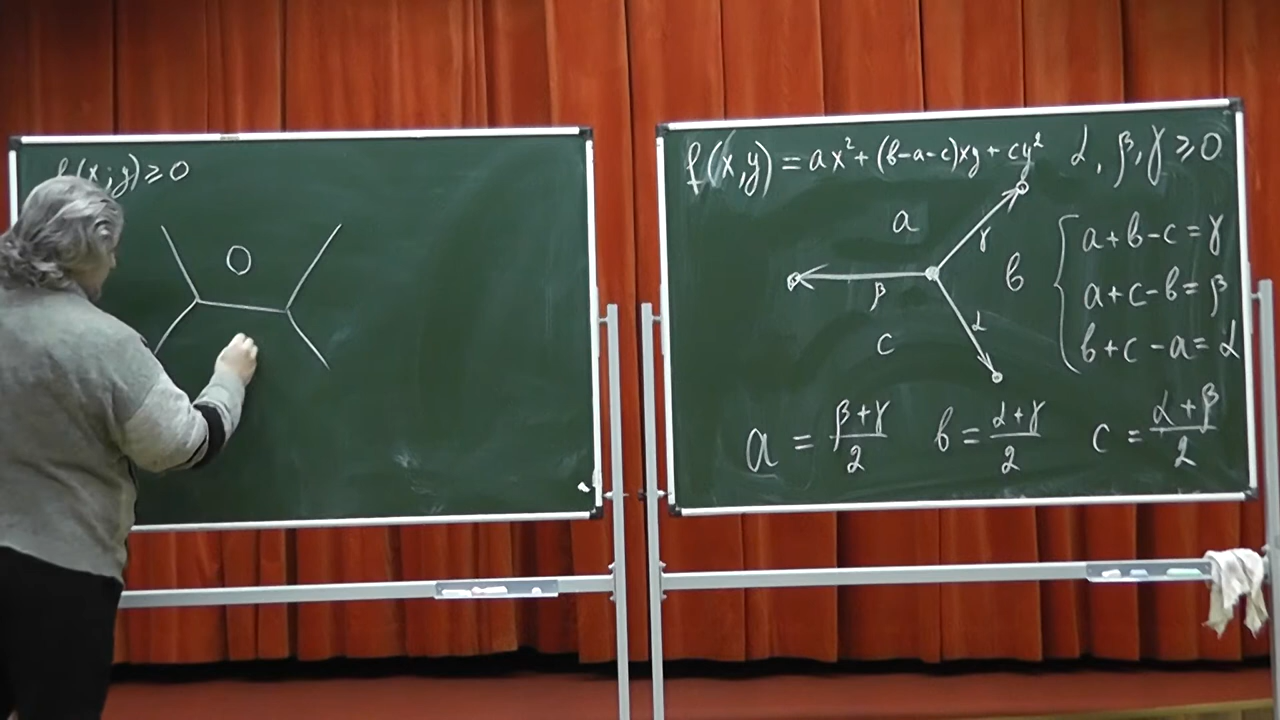 f(x,y) ≥ 0
0
f(x,y) = ax² + (b-a-c)xy + cy² α, β, γ ≥ 0
a
γ
b
β
α
c
a + b - c = γ
a + c - b = β
b + c - a = α
a = (β + γ)/2 b = (α + γ)/2 c = (α + β)/2